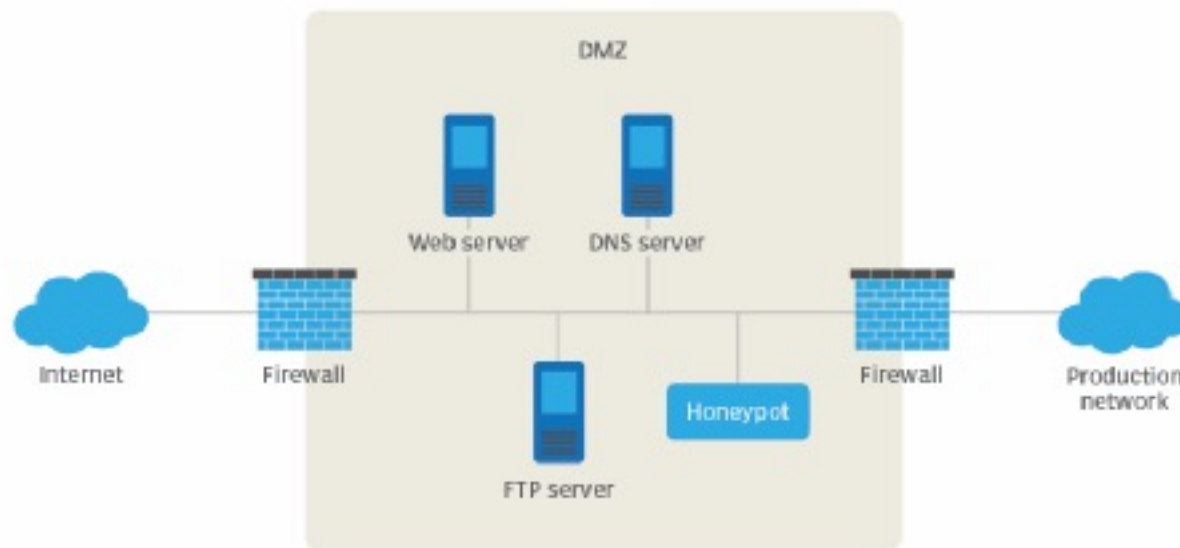 DMZ
Web server
DNS server
Internet
Firewall
Firewall
Production
network
Honeypot
FTP server